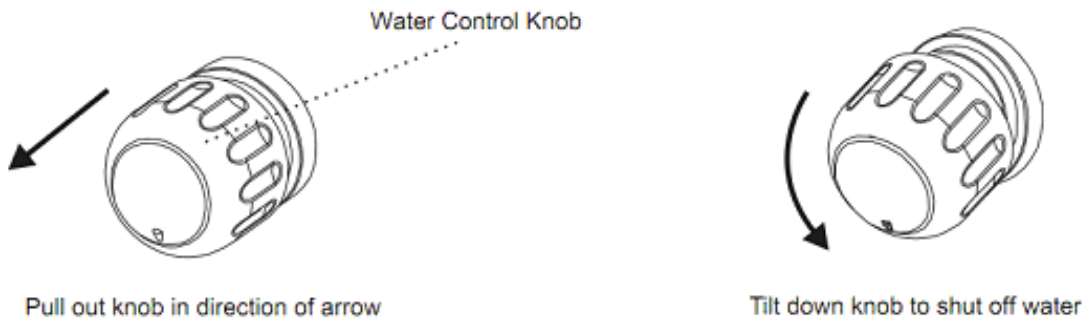 Water Control Knob
Pull out knob in direction of arrow
Tilt down knob to shut off water